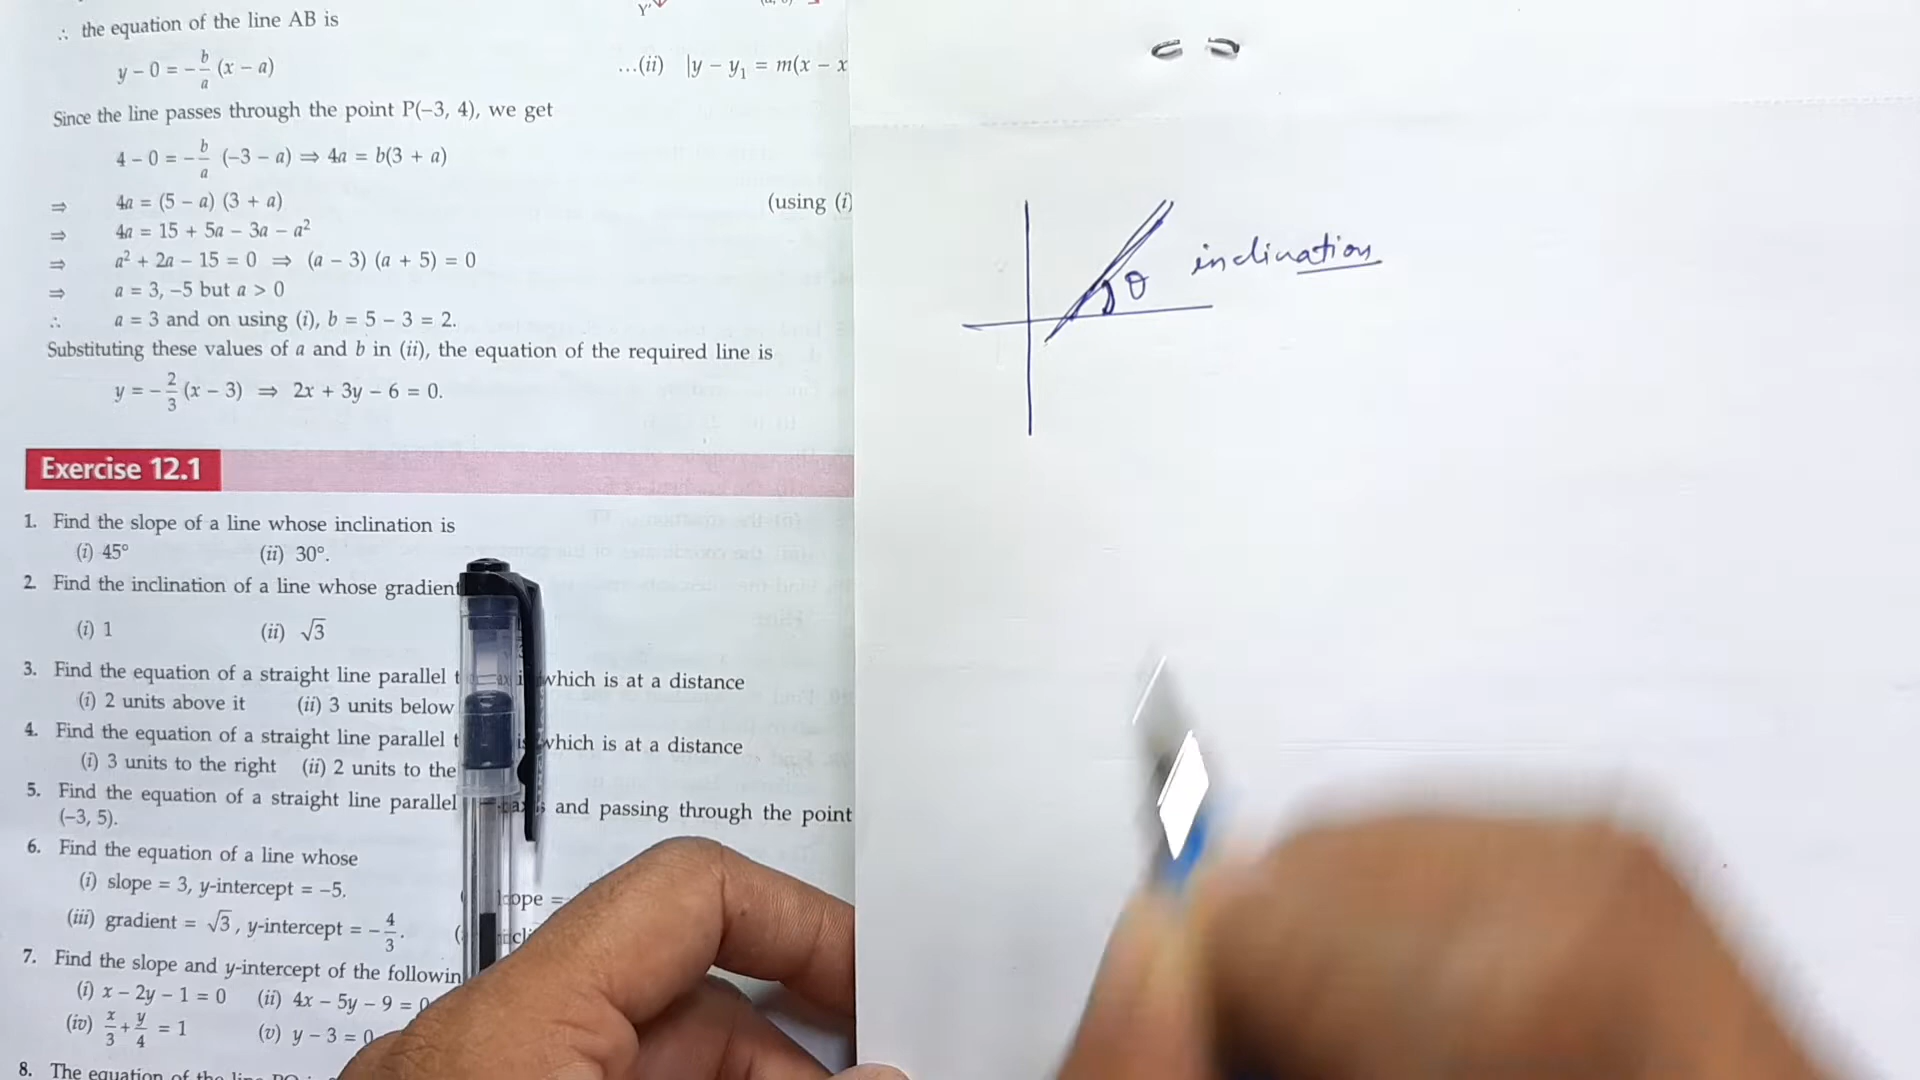 ∴ the equation of the line AB is
y – 0 = –b/a (x – a) ...(ii) |y – y₁ = m(x – x
Since the line passes through the point P(–3, 4), we get
4 – 0 = –b/a (–3 – a) ⇒ 4a = b(3 + a)
⇒ 4a = (5 – a) (3 + a) (using (i)
⇒ 4a = 15 + 5a – 3a – a²
⇒ a² + 2a – 15 = 0 ⇒ (a – 3) (a + 5) = 0
⇒ a = 3, –5 but a > 0
∴ a = 3 and on using (i), b = 5 – 3 = 2.
Substituting these values of a and b in (ii), the equation of the required line is
y = –2/3 (x – 3) ⇒ 2x + 3y – 6 = 0.
Exercise 12.1
1. Find the slope of a line whose inclination is
(i) 45° (ii) 30°.
2. Find the inclination of a line whose gradient
(i) 1 (ii) √3
3. Find the equation of a straight line parallel which is at a distance
(i) 2 units above it (ii) 3 units below
4. Find the equation of a straight line parallel which is at a distance
(i) 3 units to the right (ii) 2 units to the
5. Find the equation of a straight line parallel and passing through the point
(–3, 5).
6. Find the equation of a line whose
(i) slope = 3, y-intercept = –5.
(iii) gradient = √3, y-intercept = –4/3.
7. Find the slope and y-intercept of the
(i) x – 2y – 1 = 0 (ii) 4x – 5y – 9 = 0
(iv) x/3 + y/4 = 1 (v) y – 3 = 0
8. The equation of the line
θ inclination